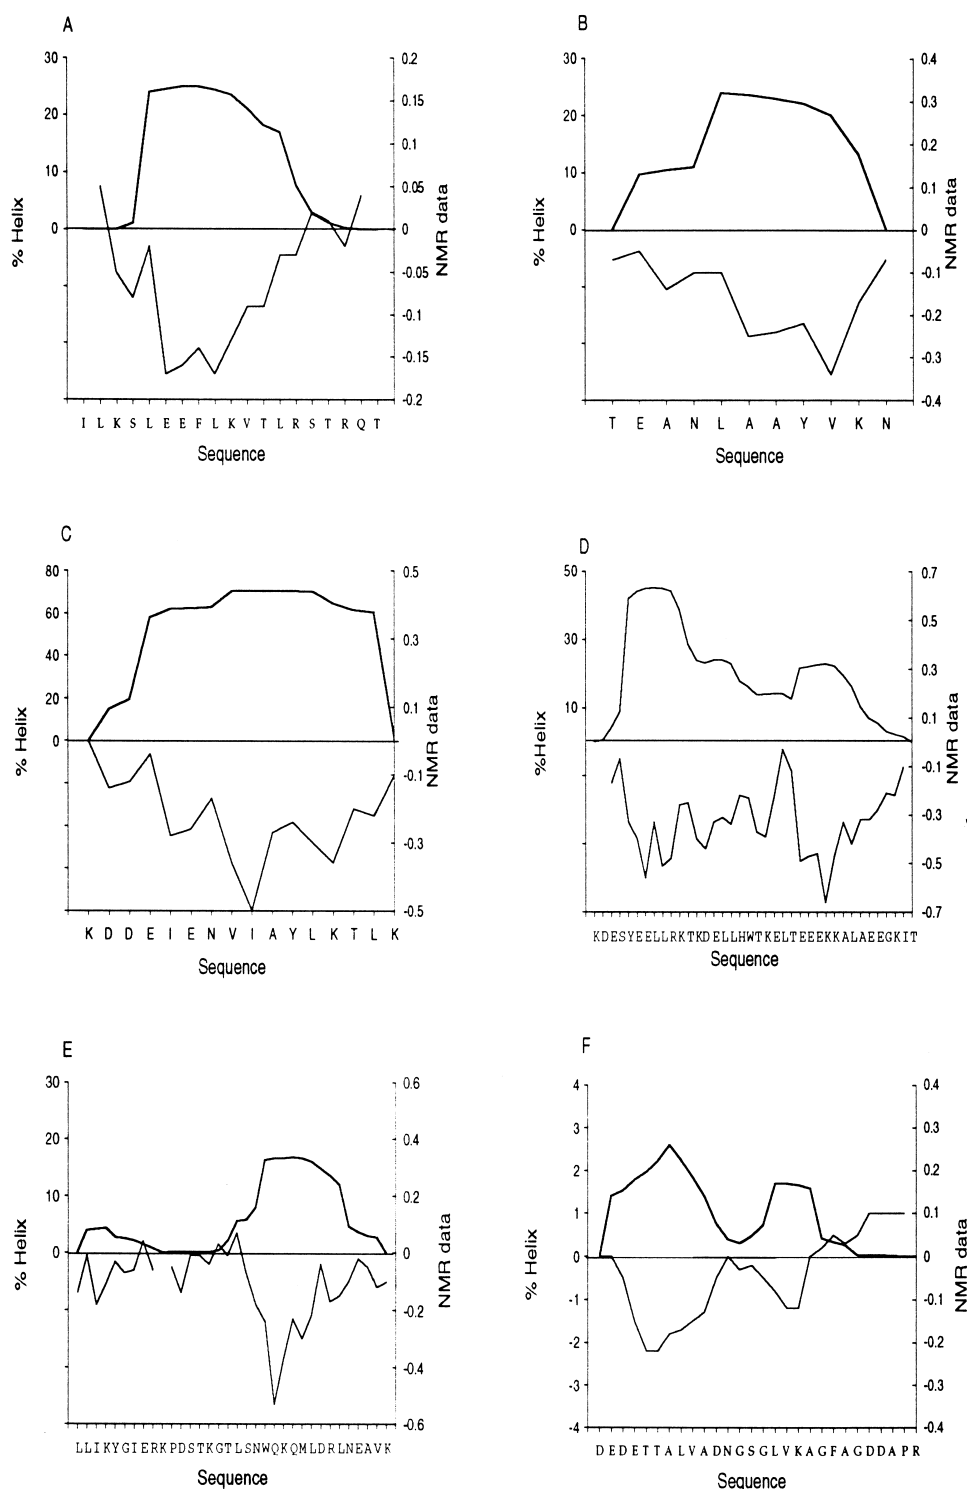 A
30
20
10
0
% Helix
0.2
0.15
0.1
0.05
0
-0.05
-0.1
-0.15
-0.2
NMR data
I L K S L E E F L K V T L R S T R Q T
Sequence
B
30
20
10
0
% Helix
0.4
0.3
0.2
0.1
0
-0.1
-0.2
-0.3
-0.4
NMR data
T E A N L A A Y V K N
Sequence
C
80
60
40
20
0
% Helix
0.5
0.3
0.1
-0.1
-0.3
-0.5
NMR data
K D D E I E N V I A Y L K T L K
Sequence
D
50
30
10
%Helix
0.7
0.5
0.3
0.1
-0.1
-0.3
-0.5
-0.7
NMR data
KDESYEELLRKTKDELLHWTKELTEEEKKALAEEGKIT
Sequence
E
30
20
10
0
% Helix
0.6
0.4
0.2
0
-0.2
-0.4
-0.6
NMR data
LLIKYGIERKPDSTKGTLSNWQKQMLDRLNEAVK
Sequence
F
4
3
2
1
0
-1
-2
-3
-4
% Helix
0.4
0.3
0.2
0.1
0
-0.1
-0.2
-0.3
-0.4
NMR data
D E D E T T A L V A D N G S G L V K A G F A G D D A P R
Sequence